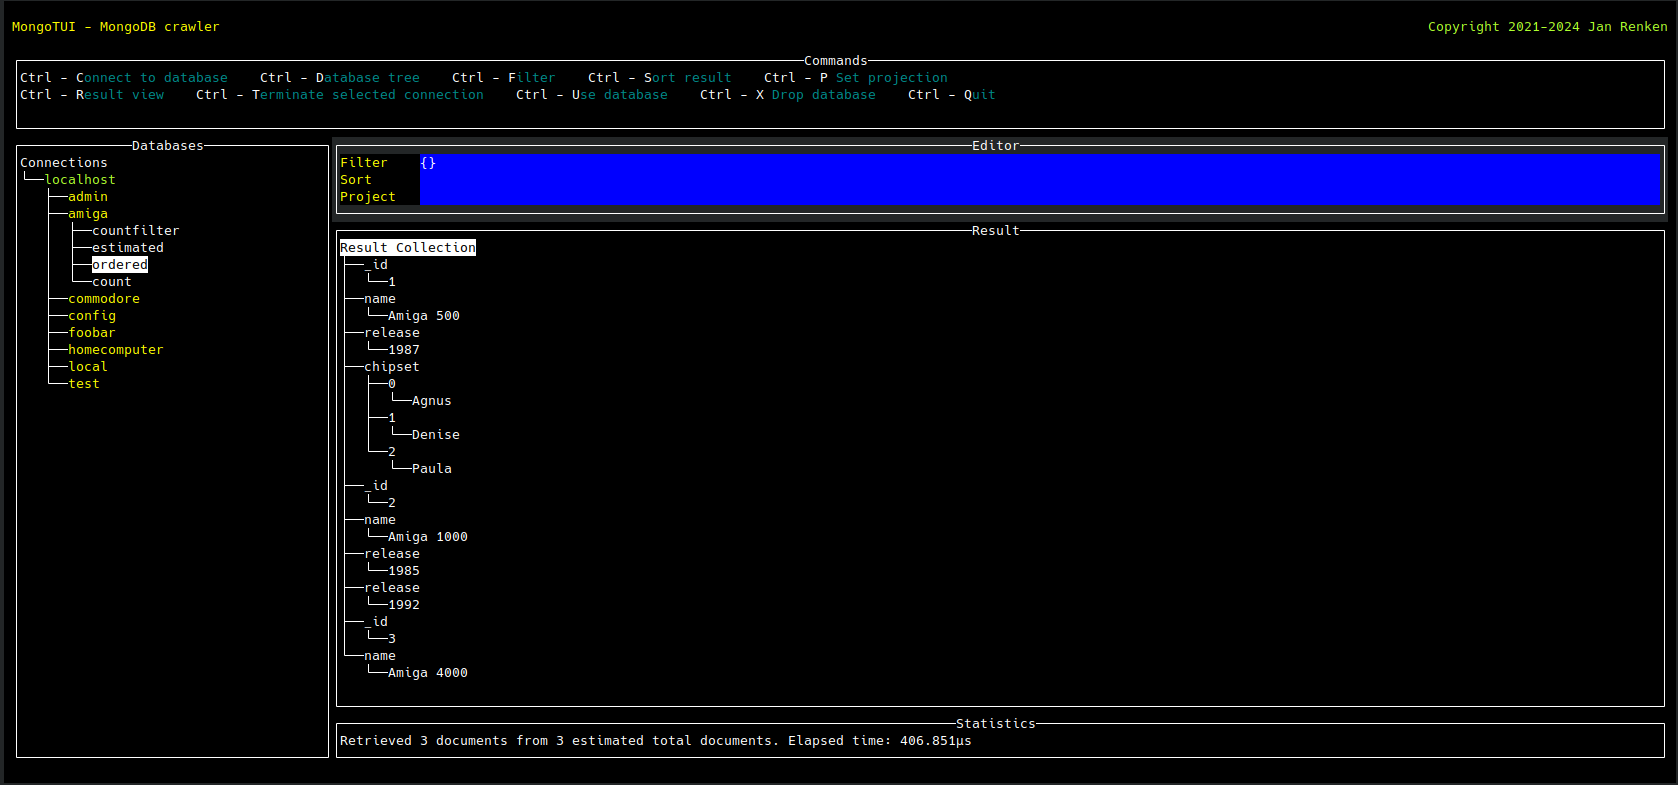 MongoTUI - MongoDB crawler
Copyright 2021-2024 Jan Renken
Commands
Ctrl - Connect to database Ctrl - Database tree Ctrl - Filter Ctrl - Sort result Ctrl - P Set projection
Ctrl - Result view Ctrl - Terminate selected connection Ctrl - Use database Ctrl - X Drop database Ctrl - Quit
Databases
Connections
localhost
admin
amiga
countfilter
estimated
ordered
count
commodore
config
foobar
homecomputer
local
test
Editor
Filter {}
Sort
Project
Result
Result Collection
_id
1
name
Amiga 500
release
1987
chipset
0
Agnus
1
Denise
2
Paula
_id
2
name
Amiga 1000
release
1985
release
1992
_id
3
name
Amiga 4000
Statistics
Retrieved 3 documents from 3 estimated total documents. Elapsed time: 406.851µs